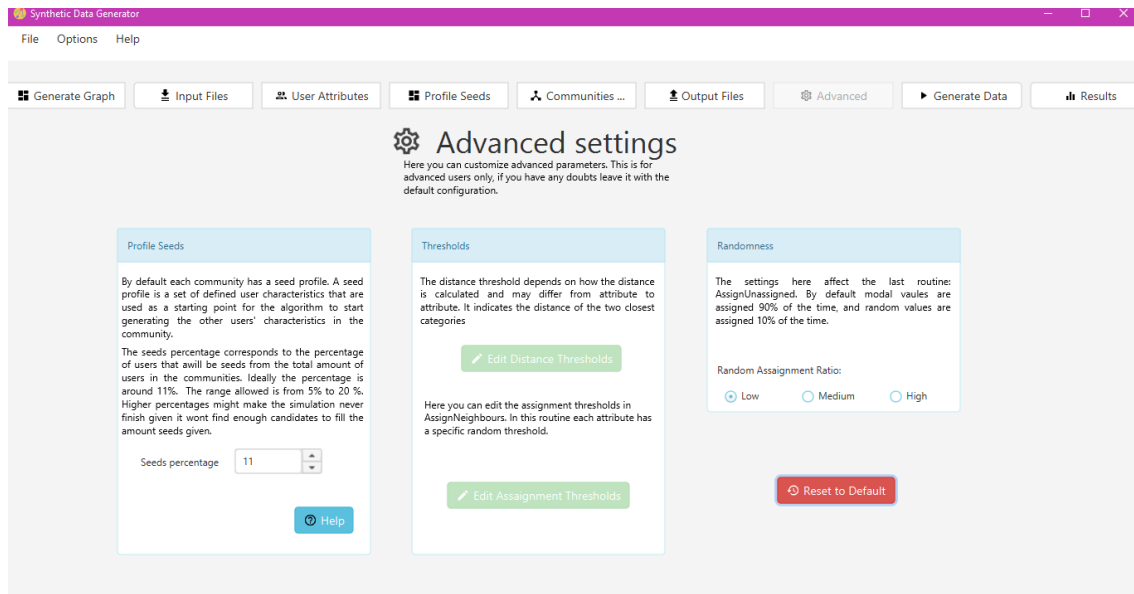 Synthetic Data Generator
File Options Help
Generate Graph Input Files User Attributes Profile Seeds Communities ... Output Files Advanced Generate Data Results
Advanced settings
Here you can customize advanced parameters. This is for
advanced users only, if you have any doubts leave it with the
default configuration.
Profile Seeds
By default each community has a seed profile. A seed
profile is a set of defined user characteristics that are
used as a starting point for the algorithm to start
generating the other users' characteristics in the
community.
The seeds percentage corresponds to the percentage
of users that awill be seeds from the total amount of
users in the communities. Ideally the percentage is
around 11%. The range allowed is from 5% to 20 %.
Higher percentages might make the simulation never
finish given it wont find enough candidates to fill the
amount seeds given.
Seeds percentage 11
Help
Thresholds
The distance threshold depends on how the distance
is calculated and may differ from attribute to
attribute. It indicates the distance of the two closest
categories
Edit Distance Thresholds
Here you can edit the assignment thresholds in
AssignNeighbours. In this routine each attribute has
a specific random threshold.
Edit Assaignment Thresholds
Randomness
The settings here affect the last routine:
AssignUnassigned. By default modal vaules are
assigned 90% of the time, and random values are
assigned 10% of the time.
Random Assaignment Ratio:
Low Medium High
Reset to Default